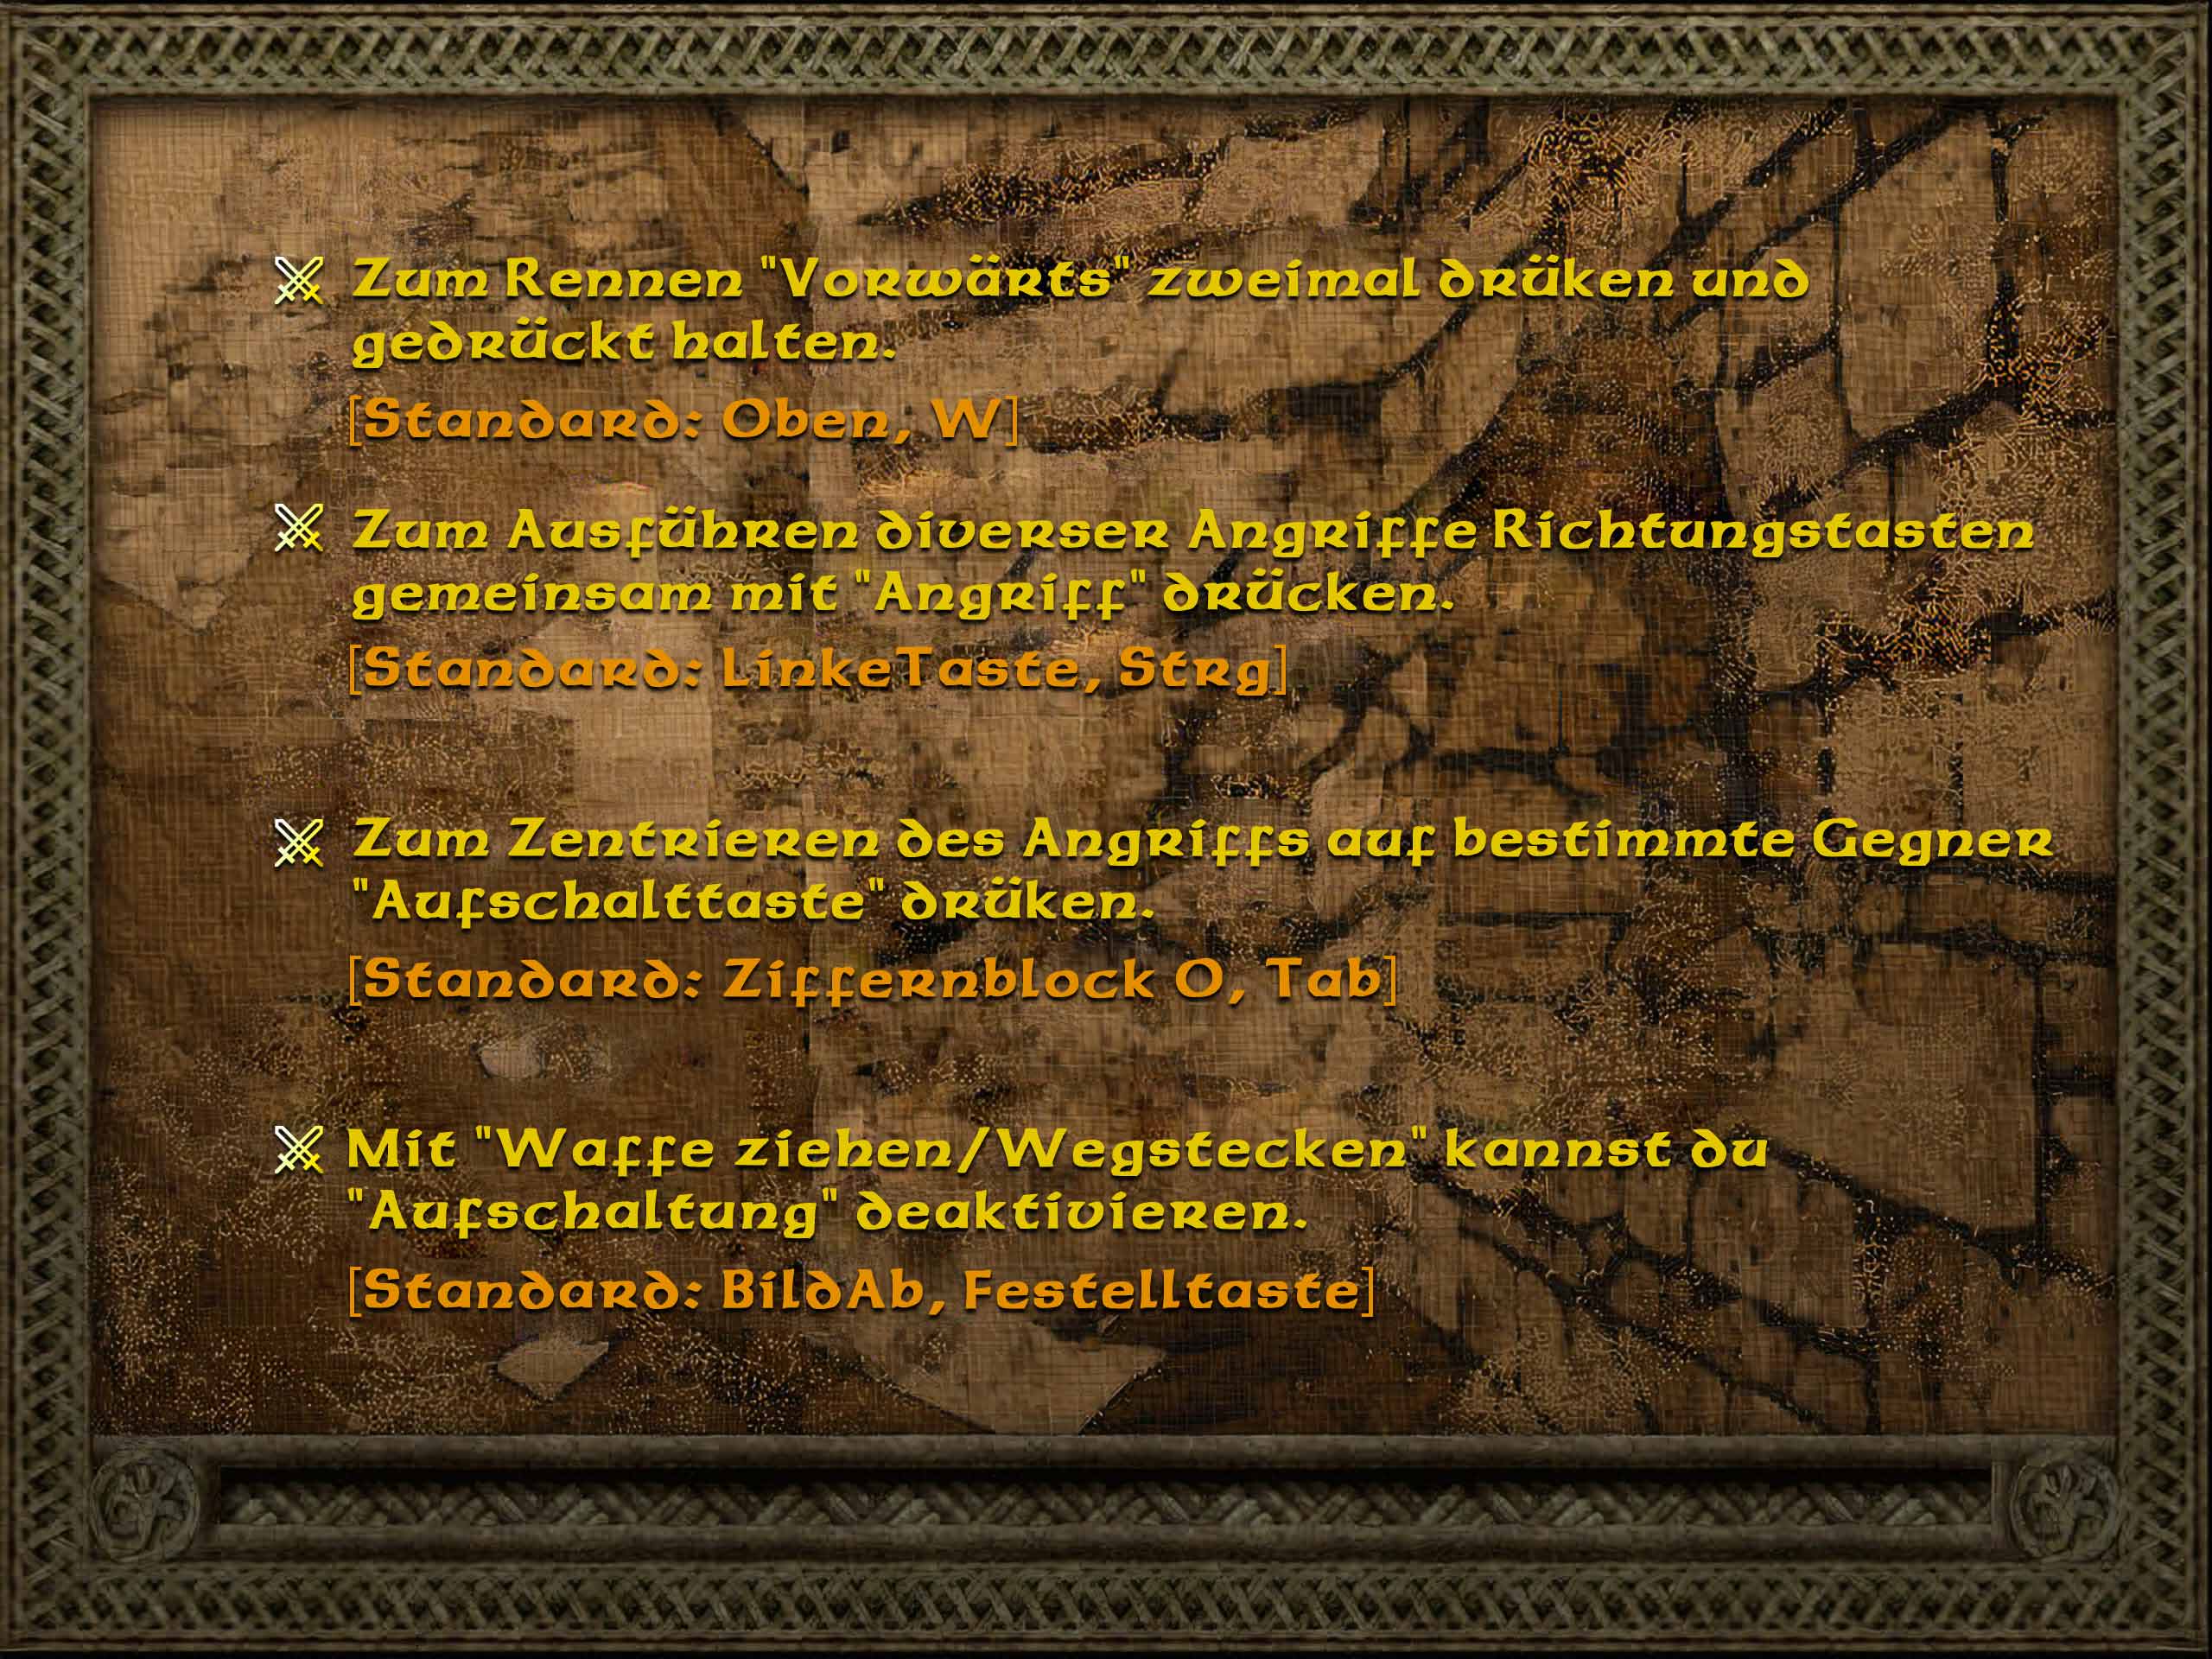 Zum Rennen "Vorwärts" zweimal drüken und
gedrückt halten.
[Standard: Oben, W]
Zum Ausführen diverser Angriffe Richtungstasten
gemeinsam mit "Angriff" drücken.
[Standard: LinkeTaste, Strg]
Zum Zentrieren des Angriffs auf bestimmte Gegner
"Aufschalttaste" drüken.
[Standard: Ziffernblock 0, Tab]
Mit "Waffe ziehen/Wegstecken" kannst du
"Aufschaltung" deaktivieren.
[Standard: BildAb, Festelltaste]